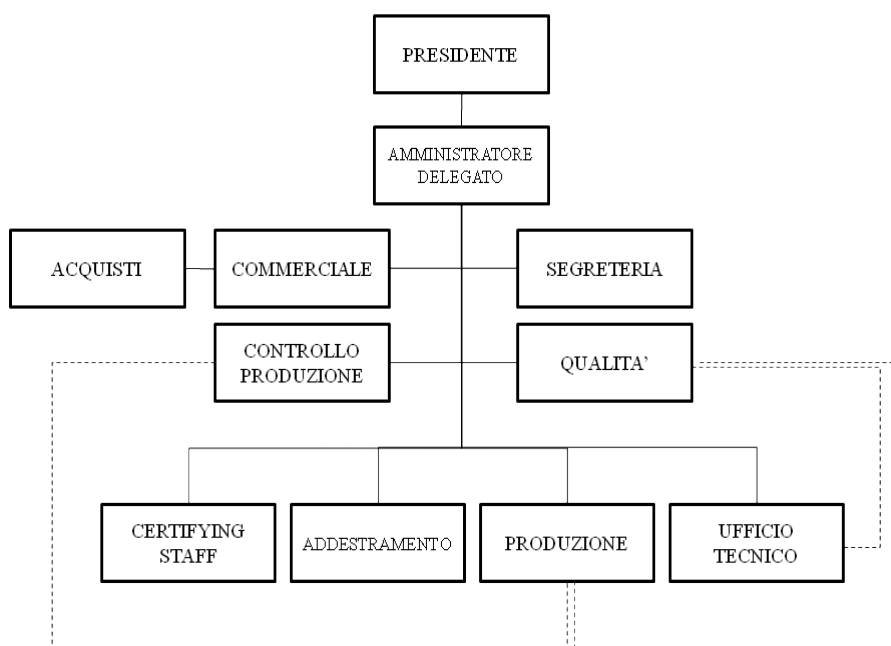 PRESIDENTE
AMMINISTRATORE
DELEGATO
ACQUISTI
COMMERCIALE
SEGRETERIA
CONTROLLO
PRODUZIONE
QUALITA'
CERTIFYING
STAFF
ADDESTRAMENTO
PRODUZIONE
UFFICIO
TECNICO